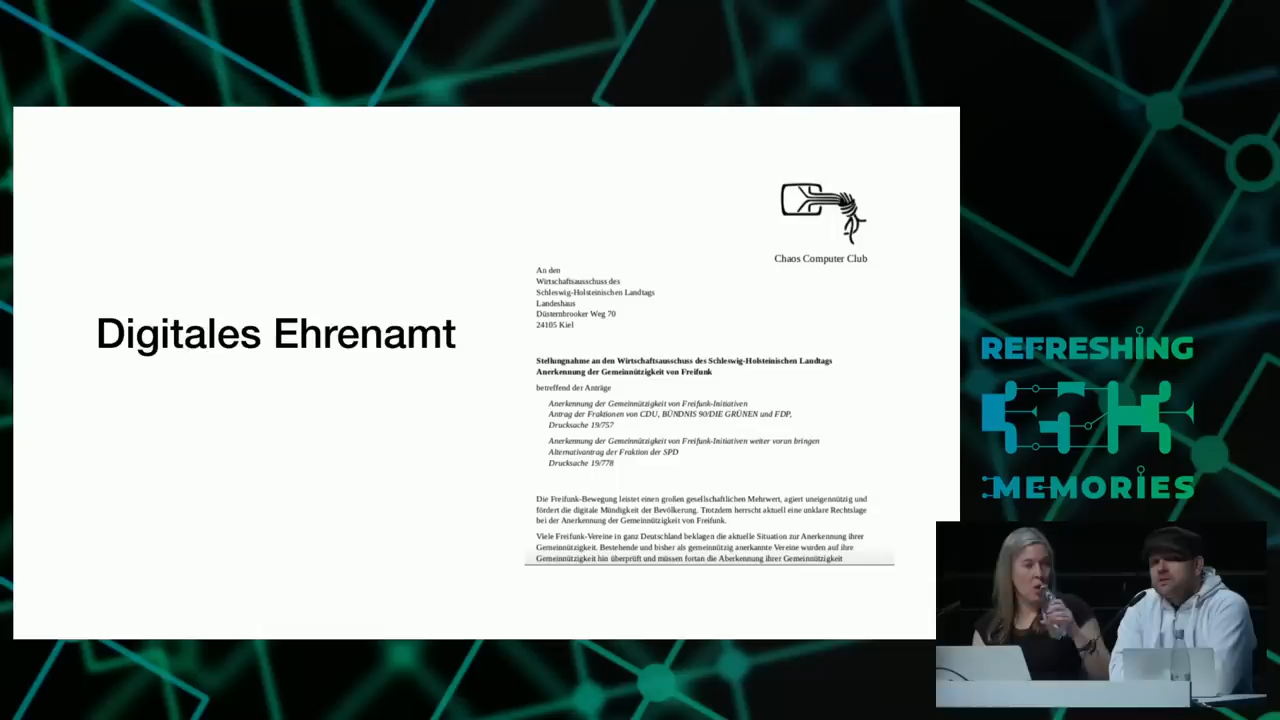 Digitales Ehrenamt
Chaos Computer Club
An den
Wirtschaftsausschuss des
Schleswig-Holsteinischen Landtags
Landeshaus
Düsternbrooker Weg 70
24105 Kiel
Stellungnahme an den Wirtschaftsausschuss des Schleswig-Holsteinischen Landtags
Anerkennung der Gemeinnützigkeit von Freifunk
betreffend der Anträge
Anerkennung der Gemeinnützigkeit von Freifunk-Initiativen
Antrag der Fraktionen von CDU, BÜNDNIS 90/DIE GRÜNEN und FDP,
Drucksache 19/757
Anerkennung der Gemeinnützigkeit von Freifunk-Initiativen weiter voran bringen
Alternativantrag der Fraktion der SPD
Drucksache 19/778
Die Freifunk-Bewegung leistet einen großen gesellschaftlichen Mehrwert, agiert uneigennützig und
fördert die digitale Mündigkeit der Bevölkerung. Trotzdem herrscht aktuell eine unklare Rechtslage
bei der Anerkennung der Gemeinnützigkeit von Freifunk.
Viele Freifunk-Vereine in ganz Deutschland beklagen die aktuelle Situation zur Anerkennung ihrer
Gemeinnützigkeit. Bestehende und bisher als gemeinnützig anerkannte Vereine wurden auf ihre
Gemeinnützigkeit hin überprüft und müssen fortan die Aberkennung ihrer Gemeinnützigkeit
REFRESHING
GPN
MEMORIES